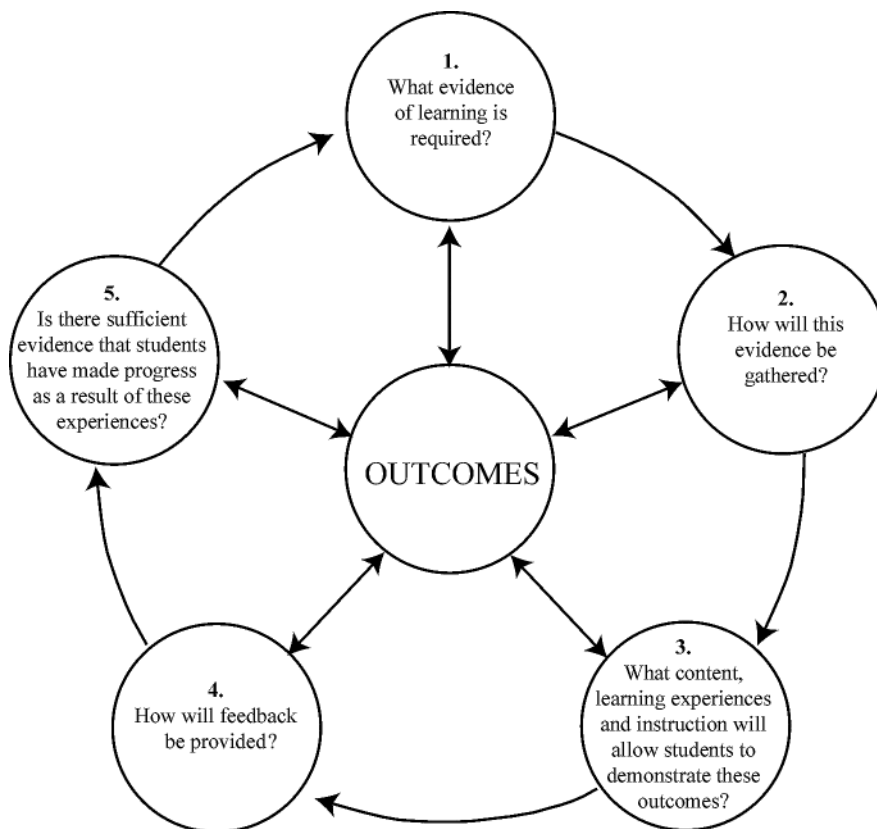 1.
What evidence
of learning is
required?
2.
How will this
evidence be
gathered?
3.
What content,
learning experiences
and instruction will
allow students to
demonstrate these
outcomes?
4.
How will feedback
be provided?
5.
Is there sufficient
evidence that students
have made progress
as a result of these
experiences?
OUTCOMES